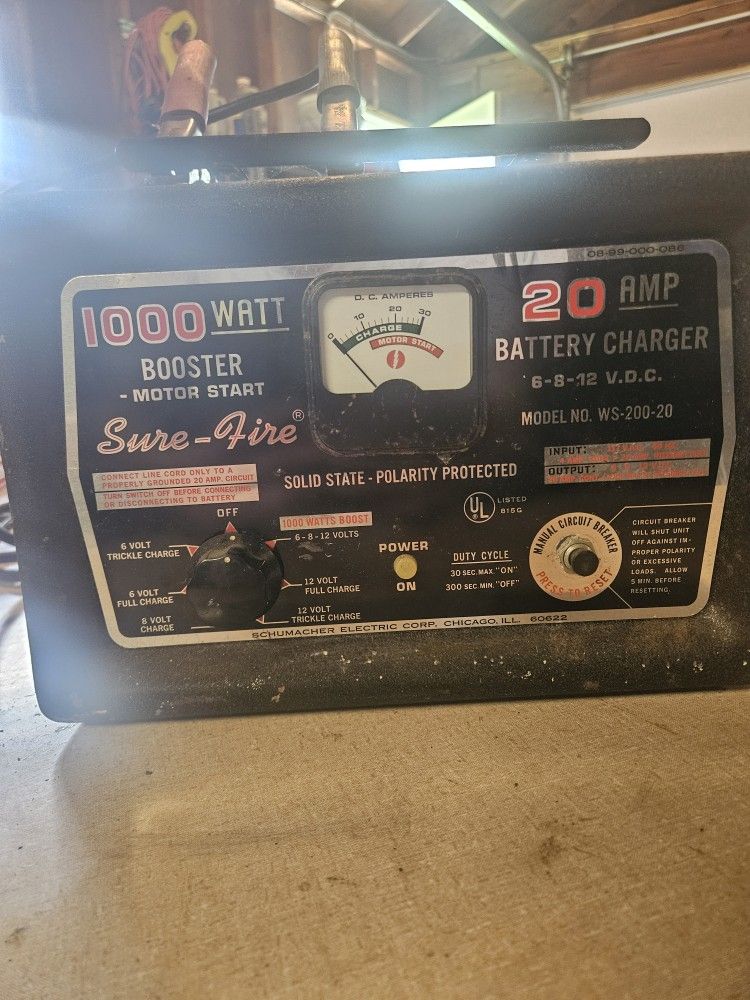 08-99-000-086
1000 WATT
BOOSTER
- MOTOR START
Sure-Fire®
D. C. AMPERES
0 10 20 30
CHARGE
MOTOR START
20 AMP
BATTERY CHARGER
6-8-12 V.D.C.
MODEL NO. WS-200-20
CONNECT LINE CORD ONLY TO A
PROPERLY GROUNDED 20 AMP. CIRCUIT
TURN SWITCH OFF BEFORE CONNECTING
OR DISCONNECTING TO BATTERY
SOLID STATE - POLARITY PROTECTED
INPUT:
OUTPUT:
UL LISTED
815G
OFF
1000 WATTS BOOST
6-8-12 VOLTS
6 VOLT
TRICKLE CHARGE
12 VOLT
FULL CHARGE
6 VOLT
FULL CHARGE
12 VOLT
TRICKLE CHARGE
8 VOLT
CHARGE
POWER
ON
DUTY CYCLE
30 SEC. MAX. "ON"
300 SEC. MIN. "OFF"
MANUAL CIRCUIT BREAKER
PRESS TO RESET
CIRCUIT BREAKER
WILL SHUT UNIT
OFF AGAINST IM-
PROPER POLARITY
OR EXCESSIVE
LOADS. ALLOW
5 MIN. BEFORE
RESETTING.
SCHUMACHER ELECTRIC CORP. CHICAGO, ILL. 60622